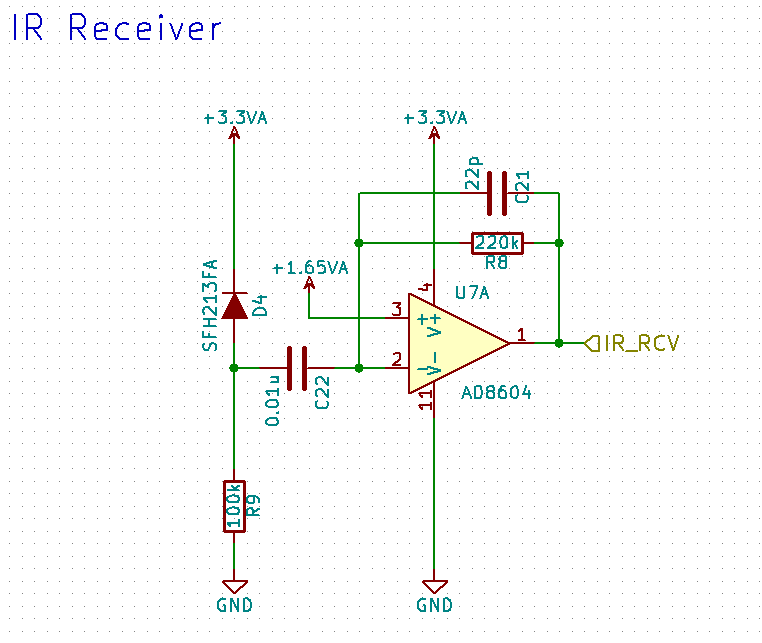 IR Receiver
+3.3VA
+3.3VA
22p
C21
220k
R8
+1.65VA
SFH213FA
D4
4
U7A
3
+
V+
1
IR_RCV
2
-
V-
0.01u
C22
11
AD8604
100k
R9
GND
GND